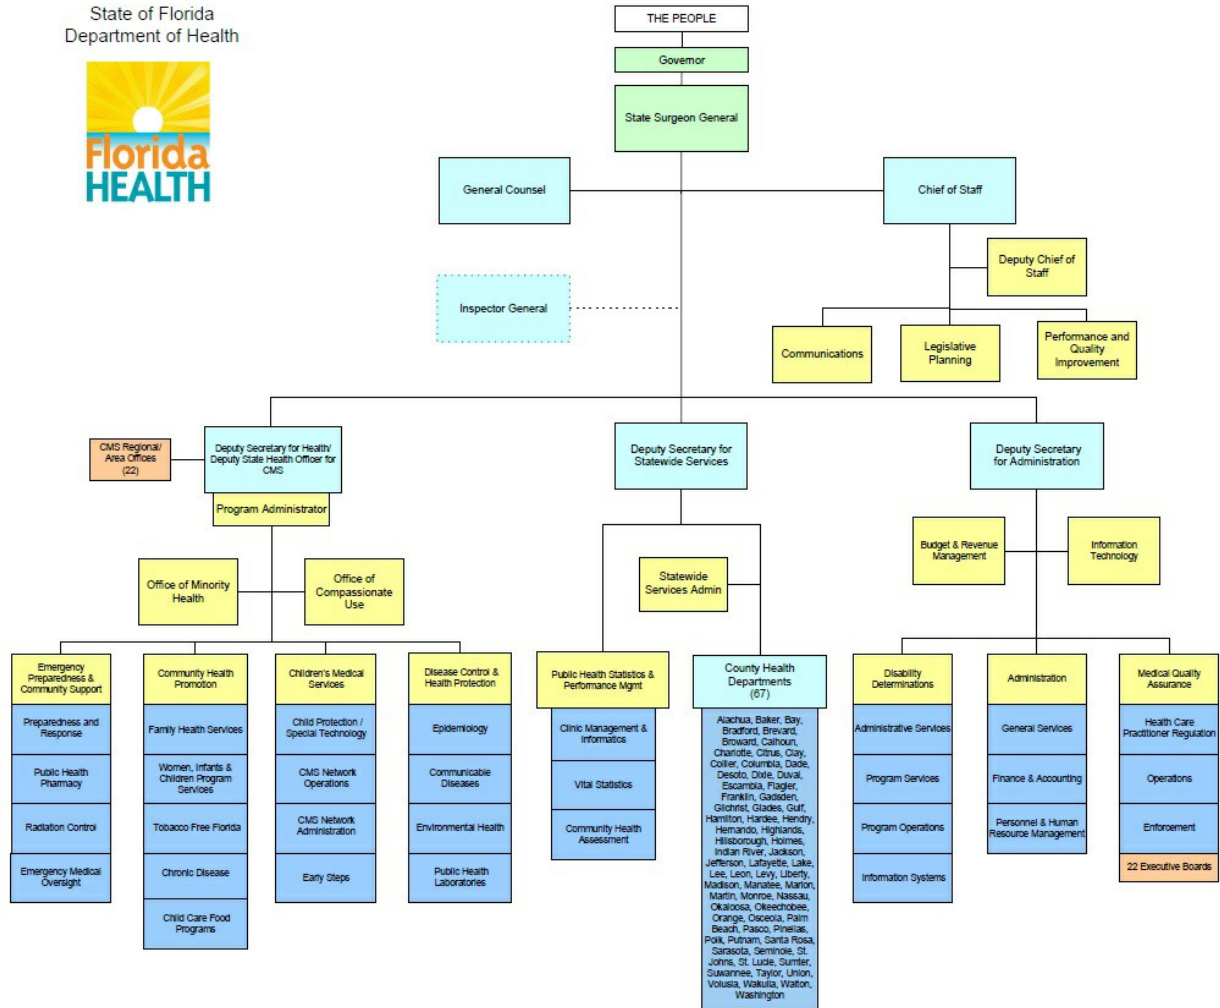 State of Florida
Department of Health
Florida
HEALTH
THE PEOPLE
Governor
State Surgeon General
General Counsel
Chief of Staff
Deputy Chief of
Staff
Inspector General
Communications
Legislative
Planning
Performance and
Quality
Improvement
CMS Regional/
Area Offices
(22)
Deputy Secretary for Health/
Deputy State Health Officer for
CMS
Program Administrator
Deputy Secretary for
Statewide Services
Deputy Secretary
for Administration
Budget & Revenue
Management
Information
Technology
Office of Minority
Health
Office of
Compassionate
Use
Statewide
Services Admin
Emergency
Preparedness &
Community Support
Preparedness and
Response
Public Health
Pharmacy
Radiation Control
Emergency Medical
Oversight
Community Health
Promotion
Family Health Services
Women, Infants &
Children Program
Services
Tobacco Free Florida
Chronic Disease
Child Care Food
Programs
Children's Medical
Services
Child Protection /
Special Technology
CMS Network
Operations
CMS Network
Administration
Early Steps
Disease Control &
Health Protection
Epidemiology
Communicable
Diseases
Environmental Health
Public Health
Laboratories
Public Health Statistics &
Performance Mgmt
Clinic Management &
Informatics
Vital Statistics
Community Health
Assessment
County Health
Departments
(67)
Alachua, Baker, Bay,
Bradford, Brevard,
Broward, Calhoun,
Charlotte, Citrus, Clay,
Collier, Columbia, Dade,
Desoto, Dixie, Duval,
Escambia, Flagler,
Franklin, Gadsden,
Gilchrist, Glades, Gulf,
Hamilton, Hardee, Hendry,
Hernando, Highlands,
Hillsborough, Holmes,
Indian River, Jackson,
Jefferson, Lafayette, Lake,
Lee, Leon, Levy, Liberty,
Madison, Manatee, Marion,
Martin, Monroe, Nassau,
Okaloosa, Okeechobee,
Orange, Osceola, Palm
Beach, Pasco, Pinellas,
Polk, Putnam, Santa Rosa,
Sarasota, Seminole, St.
Johns, St. Lucie, Sumter,
Suwannee, Taylor, Union,
Volusia, Wakulla, Walton,
Washington
Disability
Determinations
Administrative Services
Program Services
Program Operations
Information Systems
Administration
General Services
Finance & Accounting
Personnel & Human
Resource Management
Medical Quality
Assurance
Health Care
Practitioner Regulation
Operations
Enforcement
22 Executive Boards